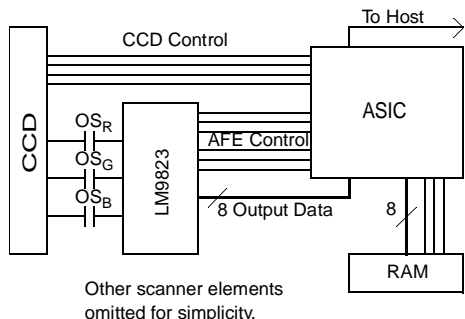 To Host
CCD Control
ASIC
CCD
OSR
OSG
OSB
LM9823
AFE Control
8 Output Data
8
RAM
Other scanner elements
omitted for simplicity.